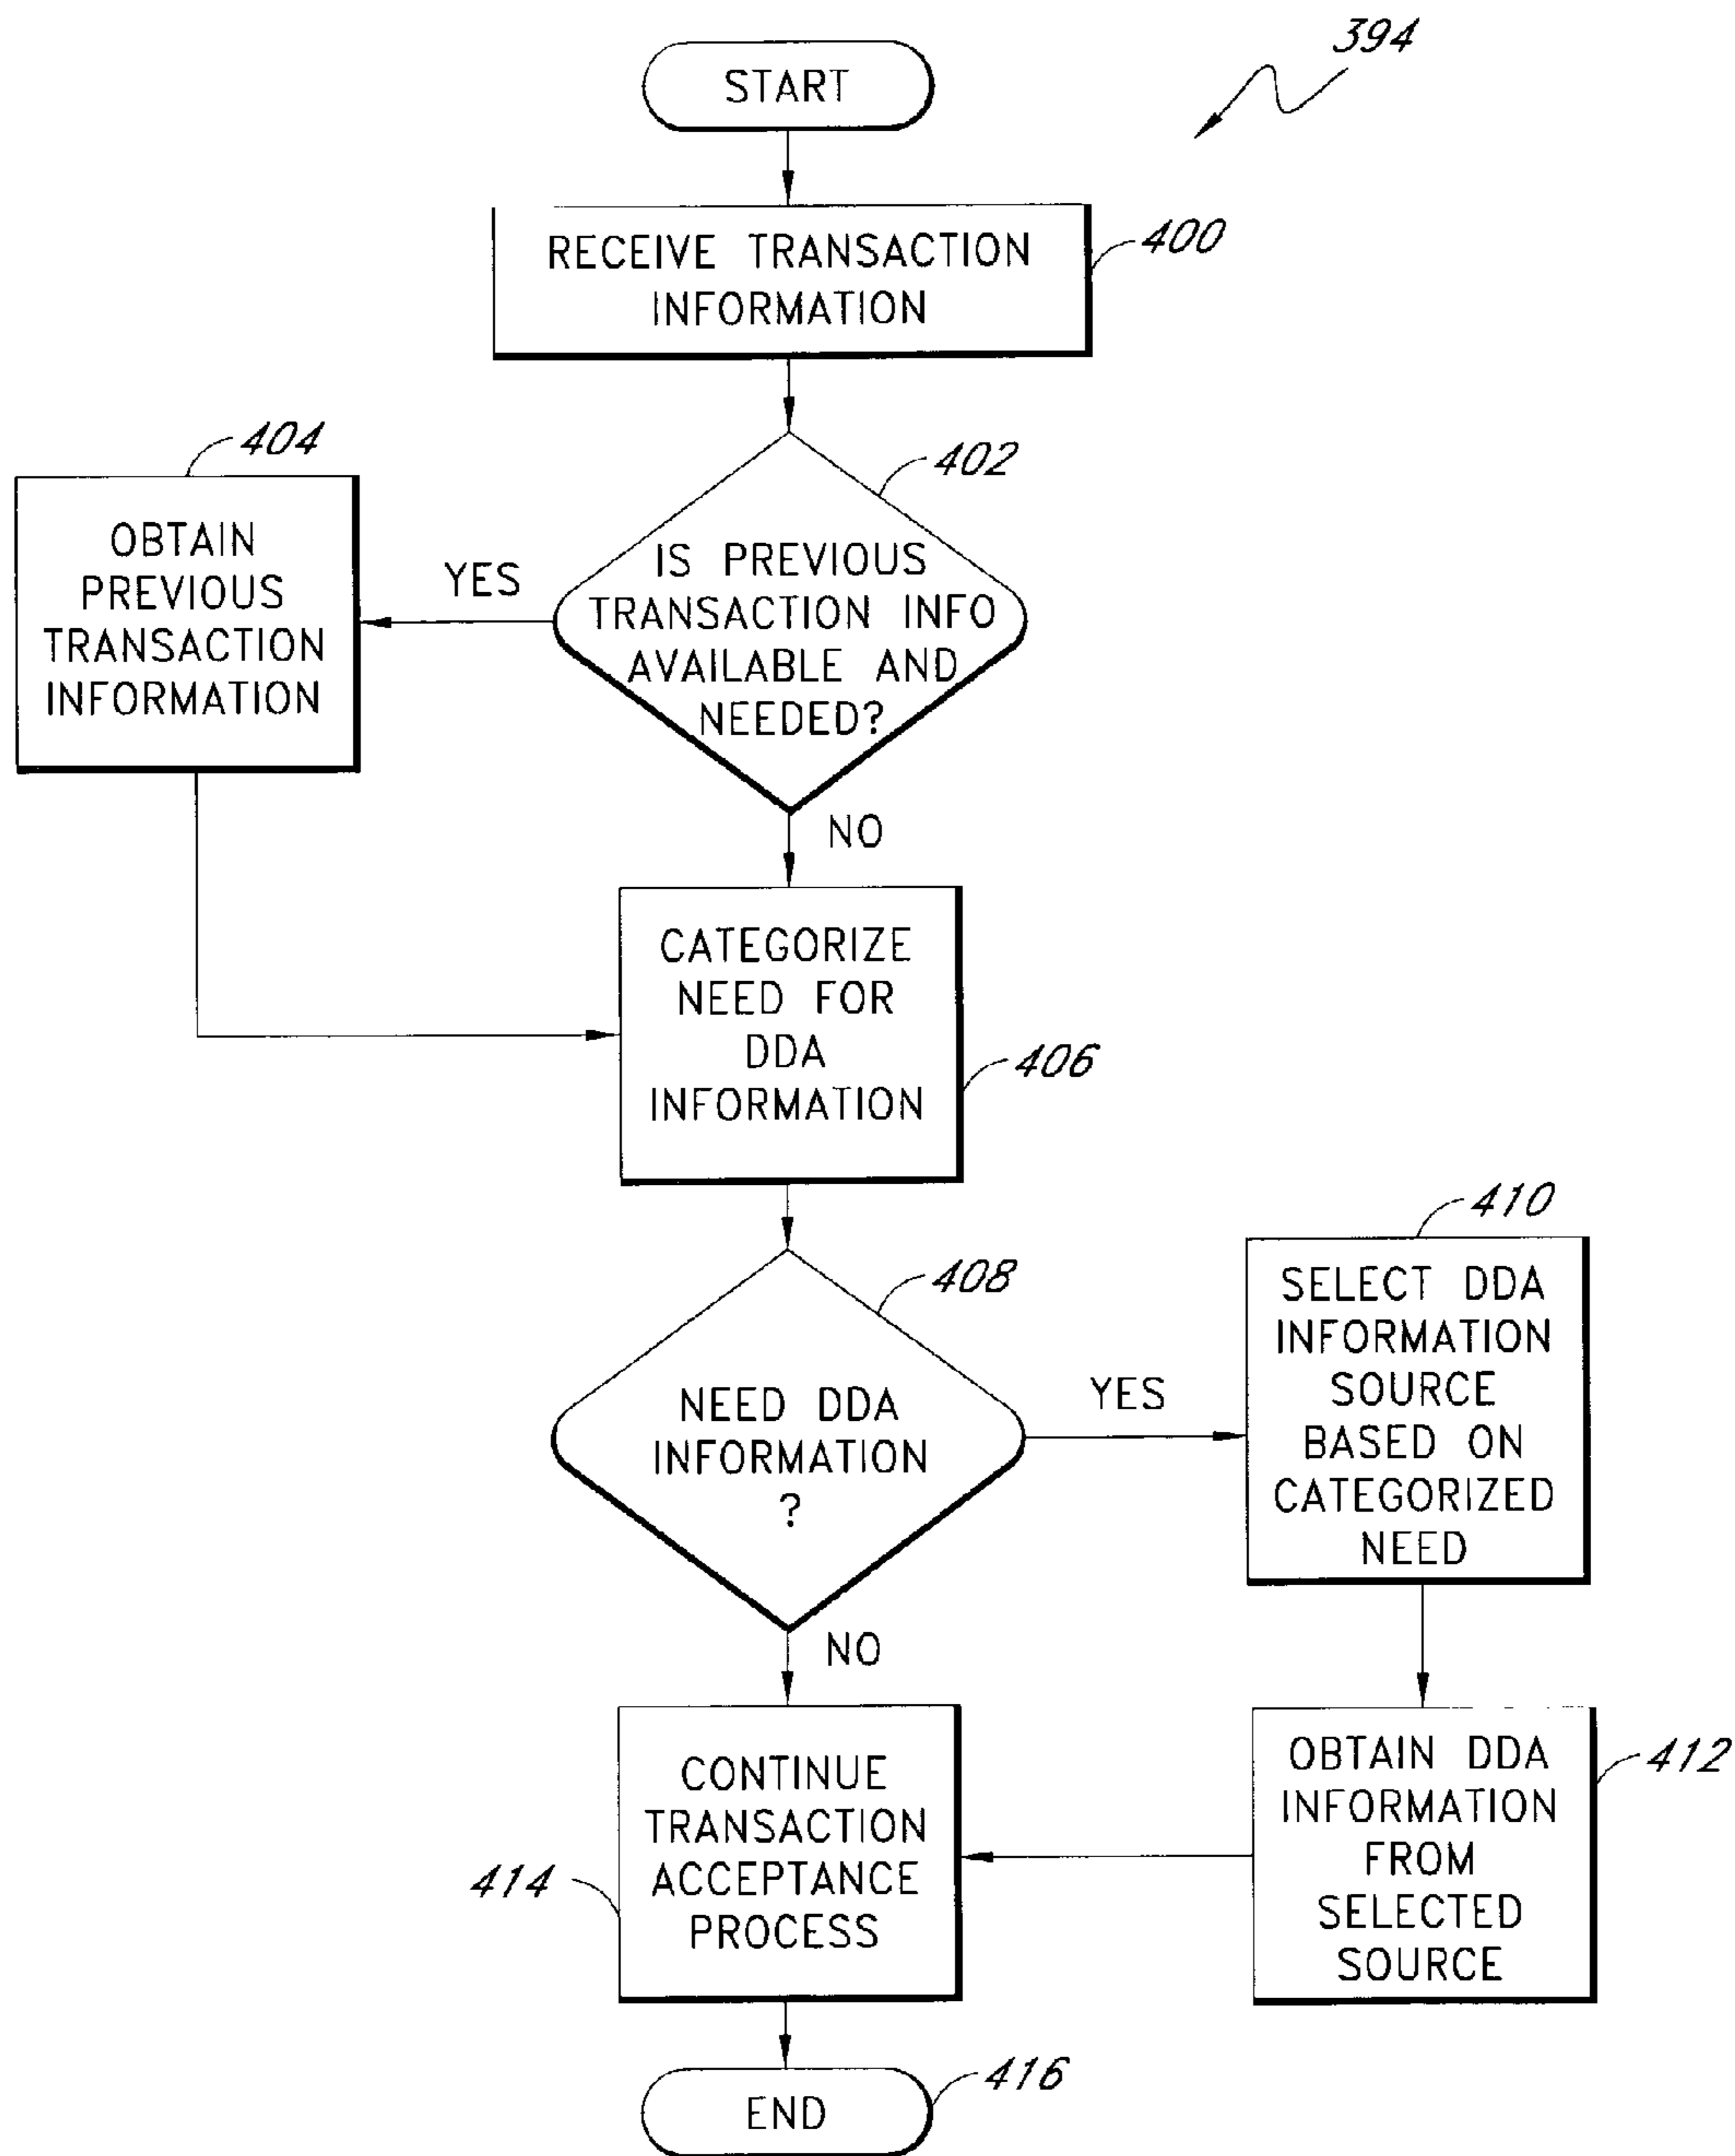 394
START
RECEIVE TRANSACTION
INFORMATION
400
402
IS PREVIOUS
TRANSACTION INFO
AVAILABLE AND
NEEDED?
YES
404
OBTAIN
PREVIOUS
TRANSACTION
INFORMATION
NO
CATEGORIZE
NEED FOR
DDA
INFORMATION
406
408
NEED DDA
INFORMATION
?
YES
410
SELECT DDA
INFORMATION
SOURCE
BASED ON
CATEGORIZED
NEED
NO
CONTINUE
TRANSACTION
ACCEPTANCE
PROCESS
414
OBTAIN DDA
INFORMATION
FROM
SELECTED
SOURCE
412
END
416